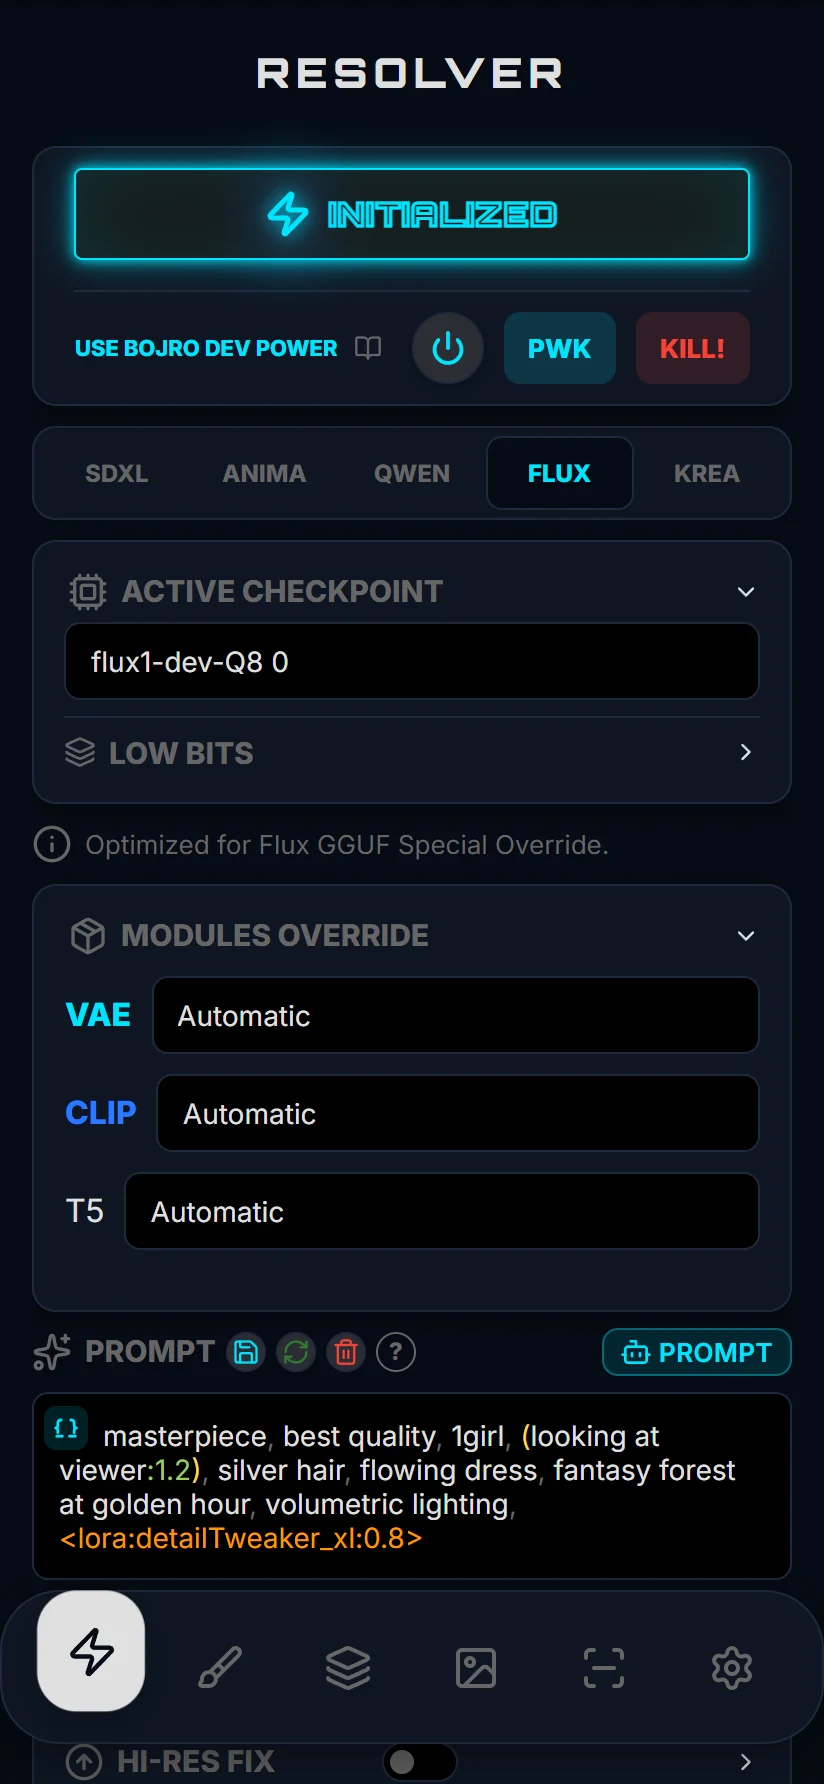 RESOLVER
INITIALIZED
USE BOJRO DEV POWER
PWK
KILL!
SDXL
ANIMA
QWEN
FLUX
KREA
ACTIVE CHECKPOINT
flux1-dev-Q8 0
LOW BITS
Optimized for Flux GGUF Special Override.
MODULES OVERRIDE
VAE
Automatic
CLIP
Automatic
T5
Automatic
PROMPT
?
PROMPT
{}
masterpiece, best quality, 1girl, (looking at
viewer:1.2), silver hair, flowing dress, fantasy forest
at golden hour, volumetric lighting,
<lora:detailTweaker_xl:0.8>
HI-RES FIX